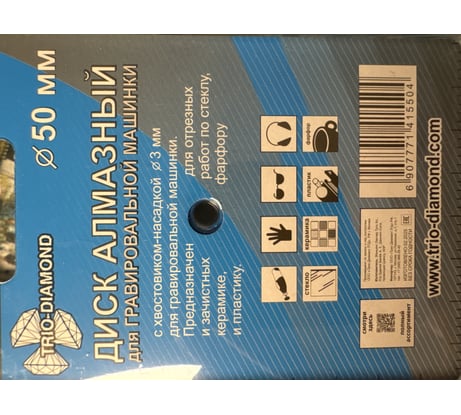 TRIO-DIAMOND
⌀ 50 мм
ДИСК АЛМАЗНЫЙ
ДЛЯ ГРАВИРОВАЛЬНОЙ МАШИНКИ
с хвостовиком-насадкой ⌀ 3 мм
для гравировальной машинки.
Предназначен для отрезных
и зачистных работ по стеклу,
керамике, фарфору
и пластику.
фарфор
пластик
керамика
стекло
смотри
здесь
полный
ассортимент
6 907771 415504
www.trio-diamond.com